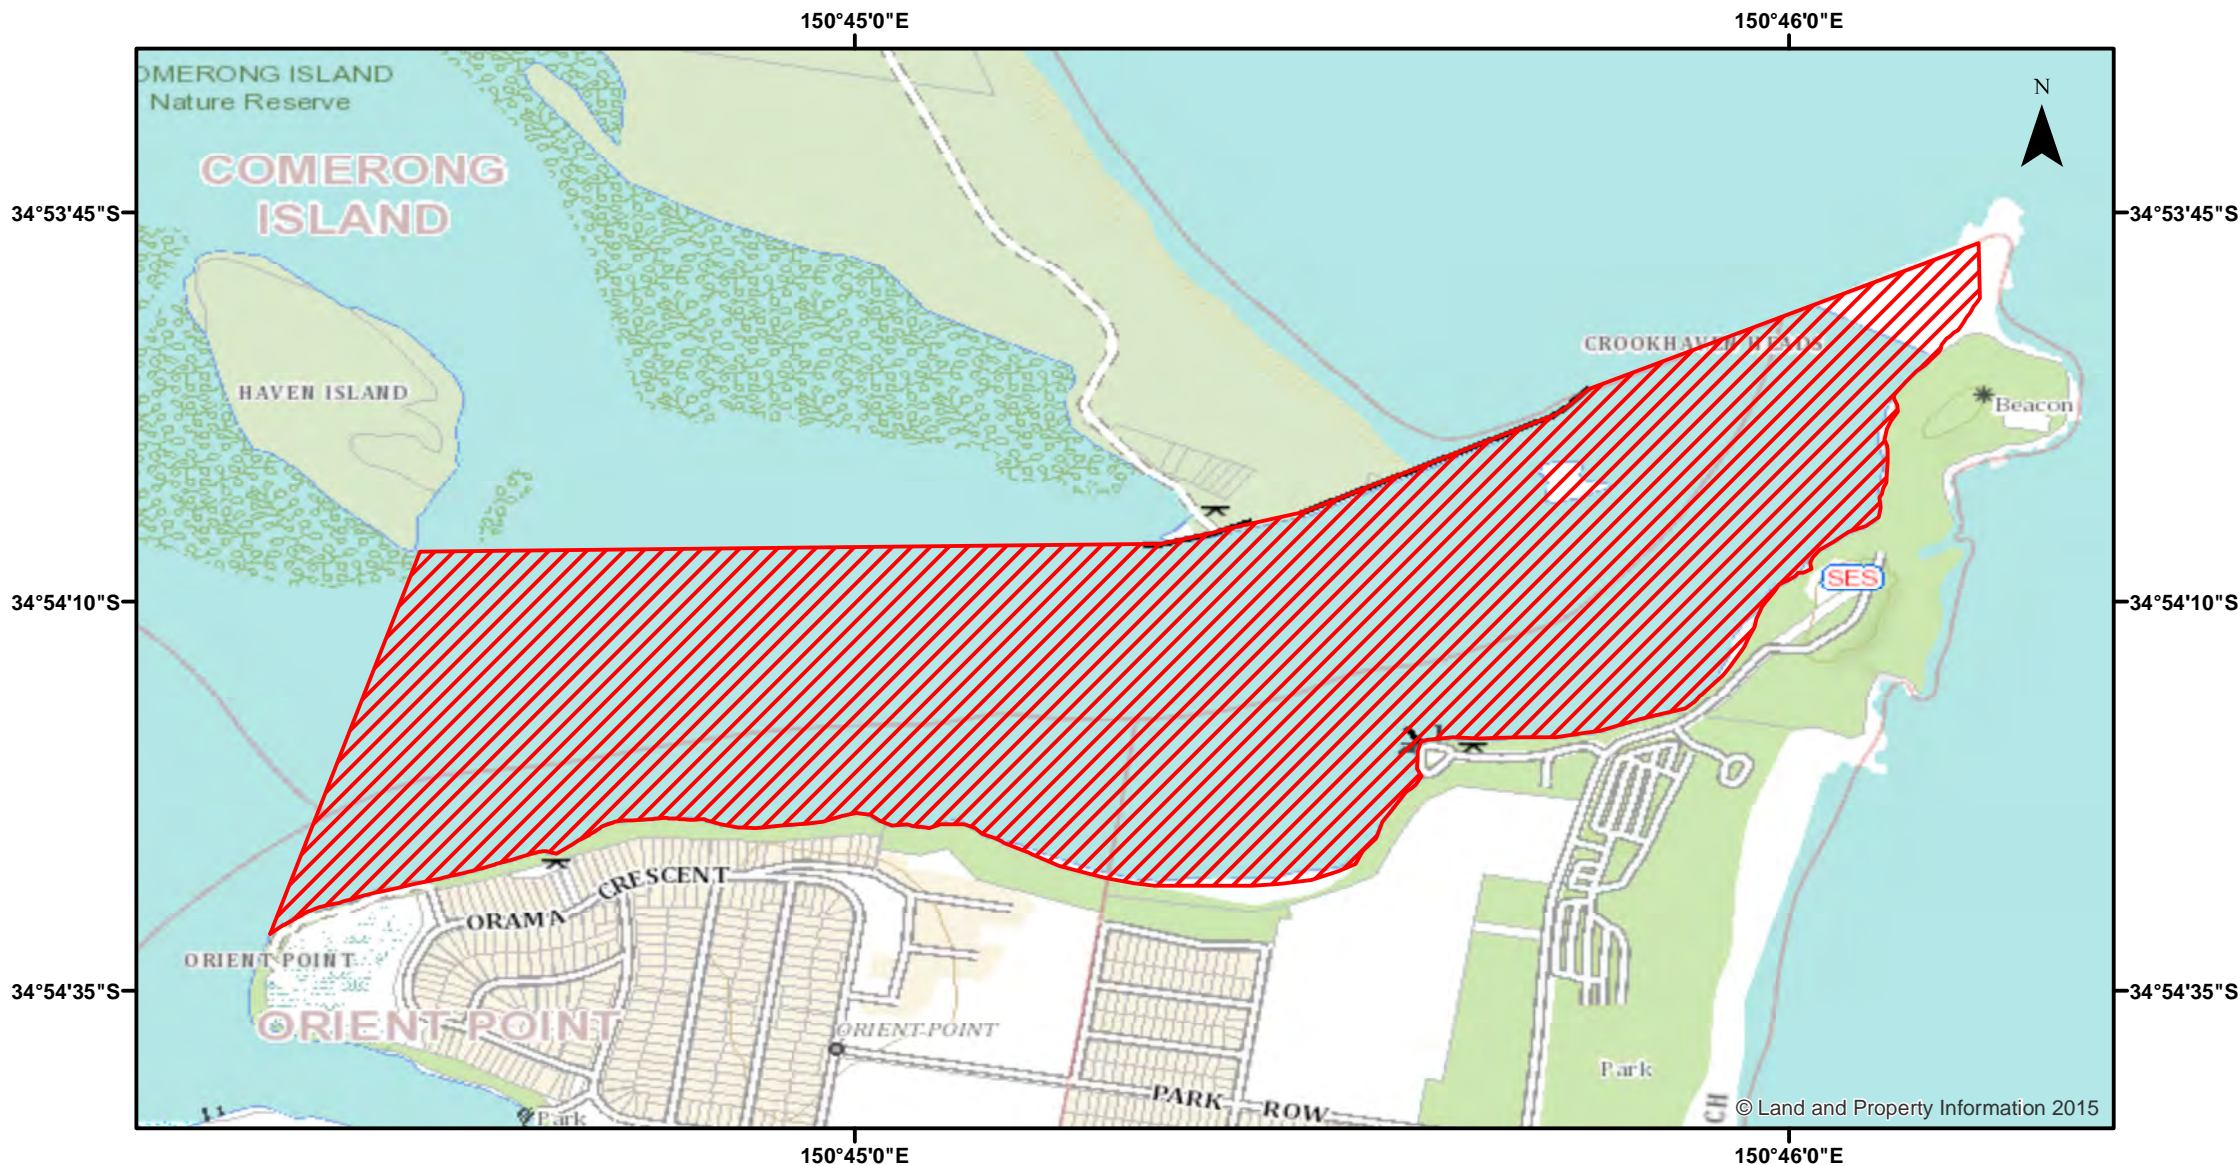 150°45'0"E
150°46'0"E
OMERONG ISLAND
Nature Reserve
N
COMERONG
ISLAND
34°53'45"S
34°53'45"S
CROOKHAVEN HEADS
HAVEN ISLAND
Beacon
SES
34°54'10"S
34°54'10"S
ORAMA CRESCENT
ORIENT POINT
34°54'35"S
34°54'35"S
ORIENT POINT
ORIENT POINT
Park
PARK ROW
Park
CH
© Land and Property Information 2015
150°45'0"E
150°46'0"E